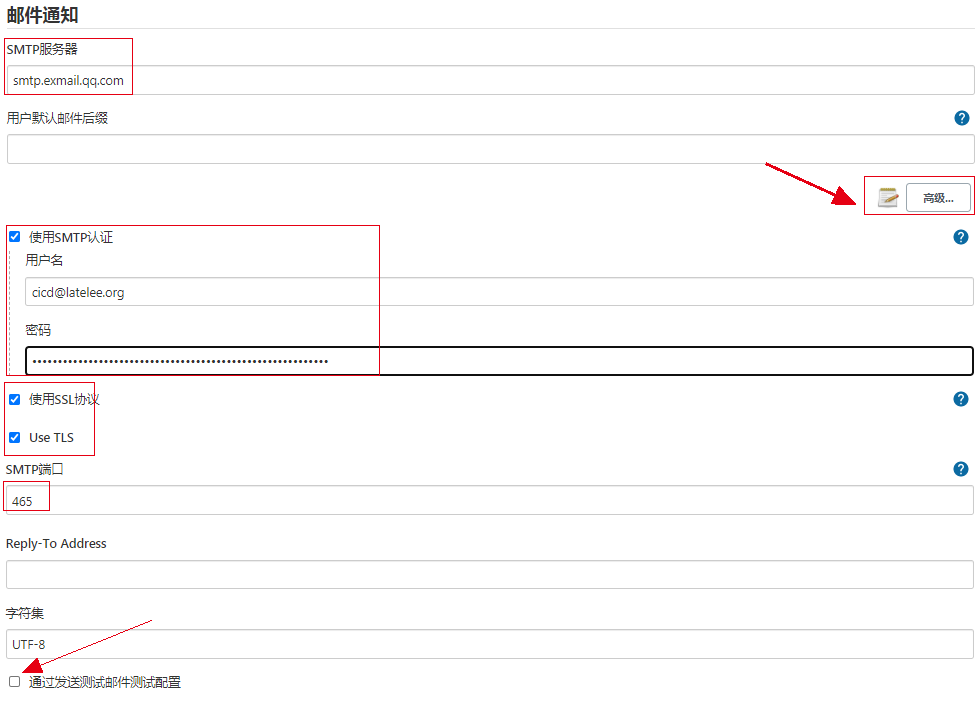 邮件通知
SMTP服务器
smtp.exmail.qq.com
用户默认邮件后缀
?
高级...
使用SMTP认证
?
用户名
cicd@latelee.org
密码
••••••••••••••••••••••••••••••••••••••••••••••••••••••••••
使用SSL协议
?
Use TLS
SMTP端口
?
465
Reply-To Address
字符集
UTF-8
通过发送测试邮件测试配置